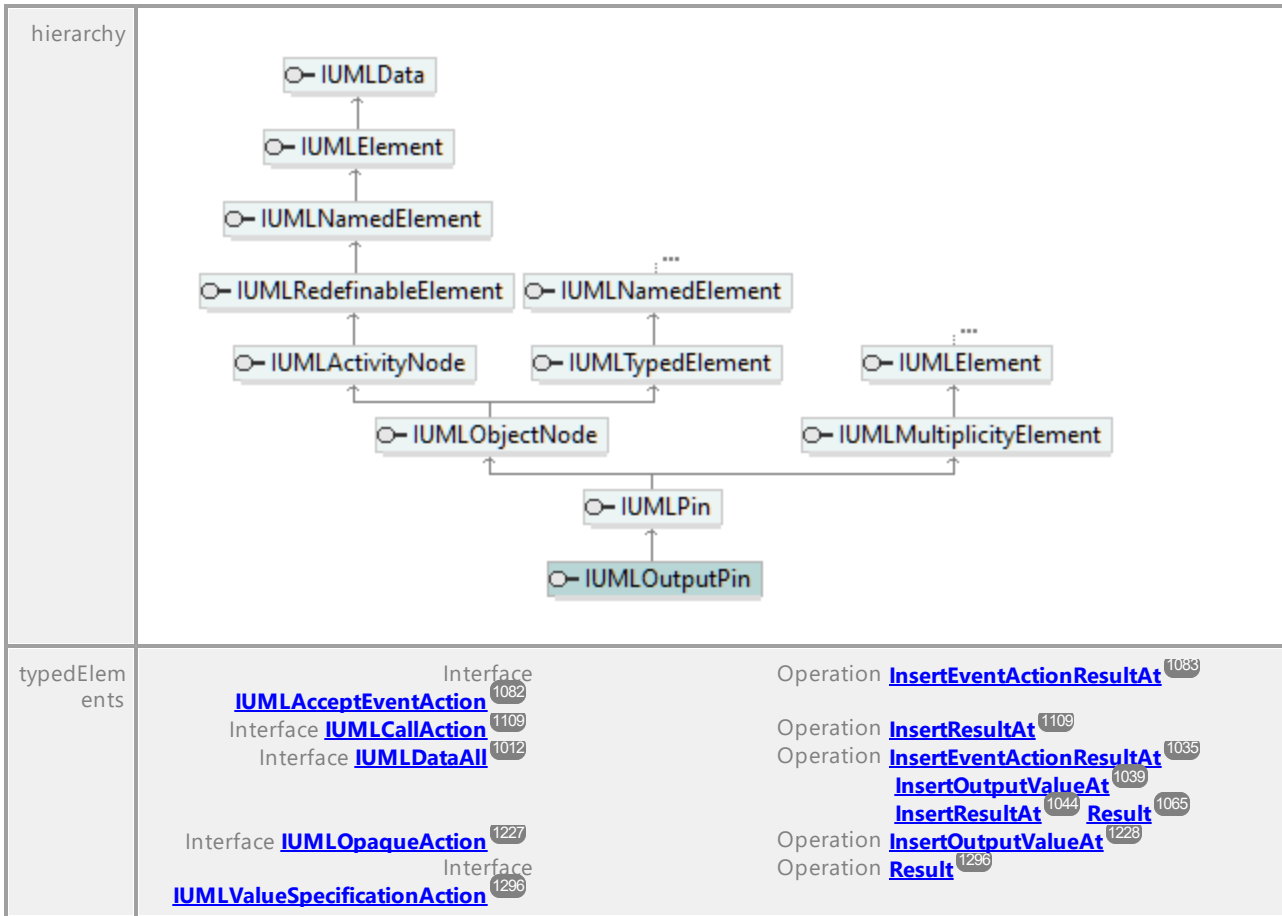 hierarchy
IUMLData
IUMLElement
IUMLNamedElement
...
IUMLRedefinableElement IUMLNamedElement
...
IUMLActivityNode IUMLTypedElement IUMLElement
IUMLObjectNode IUMLMultiplicityElement
IUMLPin
IUMLOutputPin
typedElem
ents
Interface Operation InsertEventActionResultAt 1083
IUMLAcceptEventAction 1082
Interface IUMLCallAction 1109 Operation InsertResultAt 1109
Interface IUMLDataAll 1012 Operation InsertEventActionResultAt 1035
InsertOutputValueAt 1039
InsertResultAt 1044 Result 1065
Interface IUMLOpaqueAction 1227 Operation InsertOutputValueAt 1228
Interface Operation Result 1296
IUMLValueSpecificationAction 1296